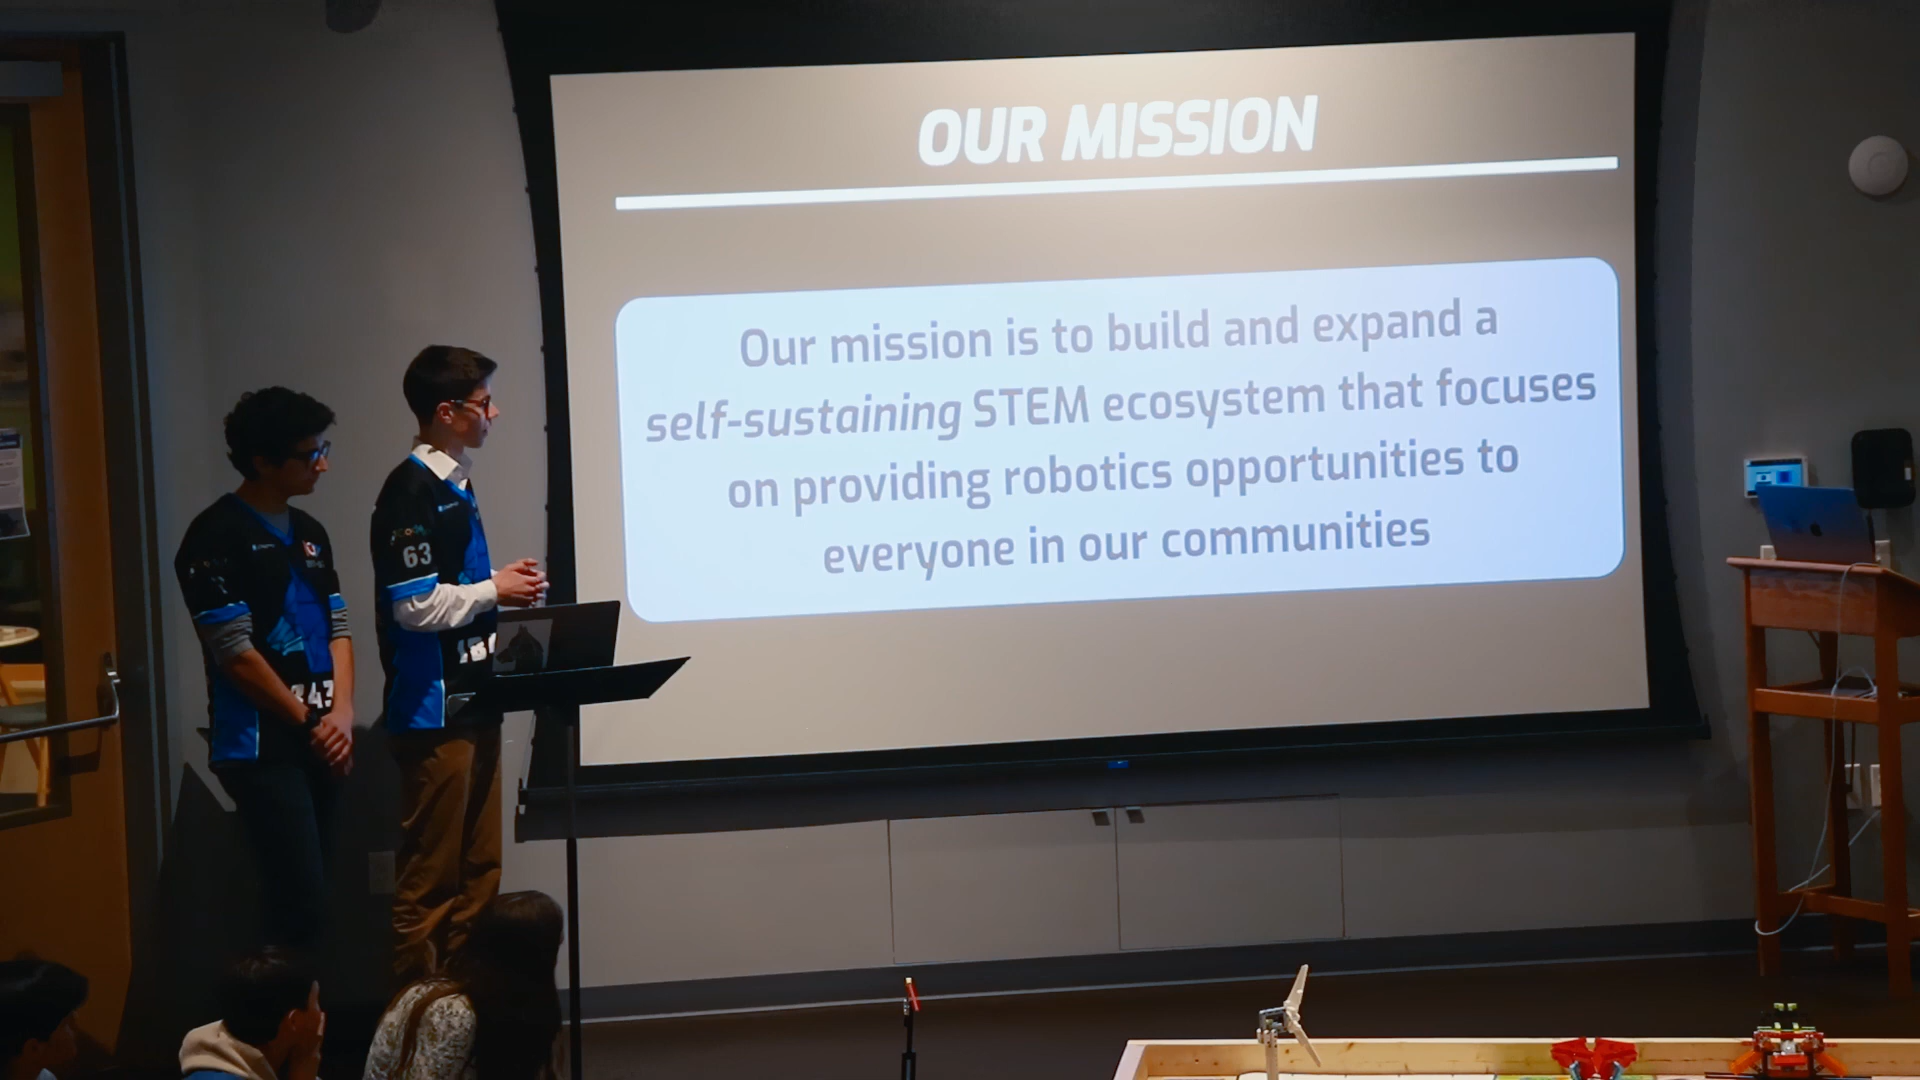 OUR MISSION
Our mission is to build and expand a
self-sustaining STEM ecosystem that focuses
on providing robotics opportunities to
everyone in our communities
63